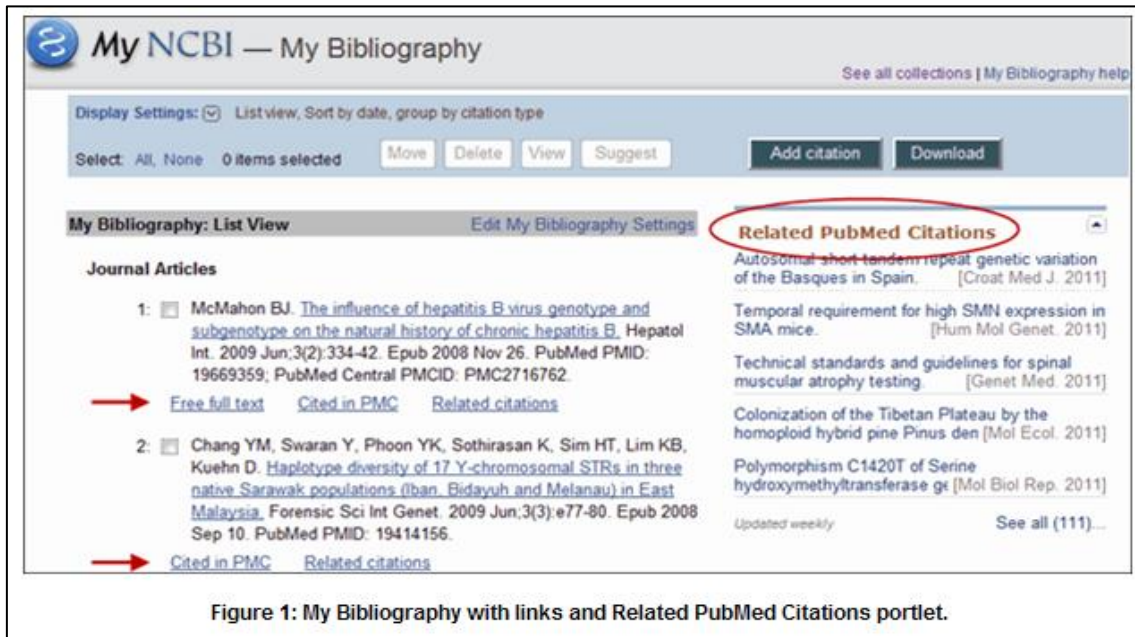 My NCBI — My Bibliography
See all collections | My Bibliography help
Display Settings: List view, Sort by date, group by citation type
Select: All, None 0 items selected Move Delete View Suggest Add citation Download
My Bibliography: List View Edit My Bibliography Settings
Journal Articles
1: McMahon BJ. The influence of hepatitis B virus genotype and
subgenotype on the natural history of chronic hepatitis B. Hepatol
Int. 2009 Jun;3(2):334-42. Epub 2008 Nov 26. PubMed PMID:
19669359; PubMed Central PMCID: PMC2716762.
Free full text Cited in PMC Related citations
2: Chang YM, Swaran Y, Phoon YK, Sothirasan K, Sim HT, Lim KB,
Kuehn D. Haplotype diversity of 17 Y-chromosomal STRs in three
native Sarawak populations (Iban, Bidayuh and Melanau) in East
Malaysia. Forensic Sci Int Genet. 2009 Jun;3(3):e77-80. Epub 2008
Sep 10. PubMed PMID: 19414156.
Cited in PMC Related citations
Related PubMed Citations
Autosomal short tandem repeat genetic variation
of the Basques in Spain. [Croat Med J. 2011]
Temporal requirement for high SMN expression in
SMA mice. [Hum Mol Genet. 2011]
Technical standards and guidelines for spinal
muscular atrophy testing. [Genet Med. 2011]
Colonization of the Tibetan Plateau by the
homoploid hybrid pine Pinus den [Mol Ecol. 2011]
Polymorphism C1420T of Serine
hydroxymethyltransferase ge [Mol Biol Rep. 2011]
Updated weekly See all (111)...
Figure 1: My Bibliography with links and Related PubMed Citations portlet.